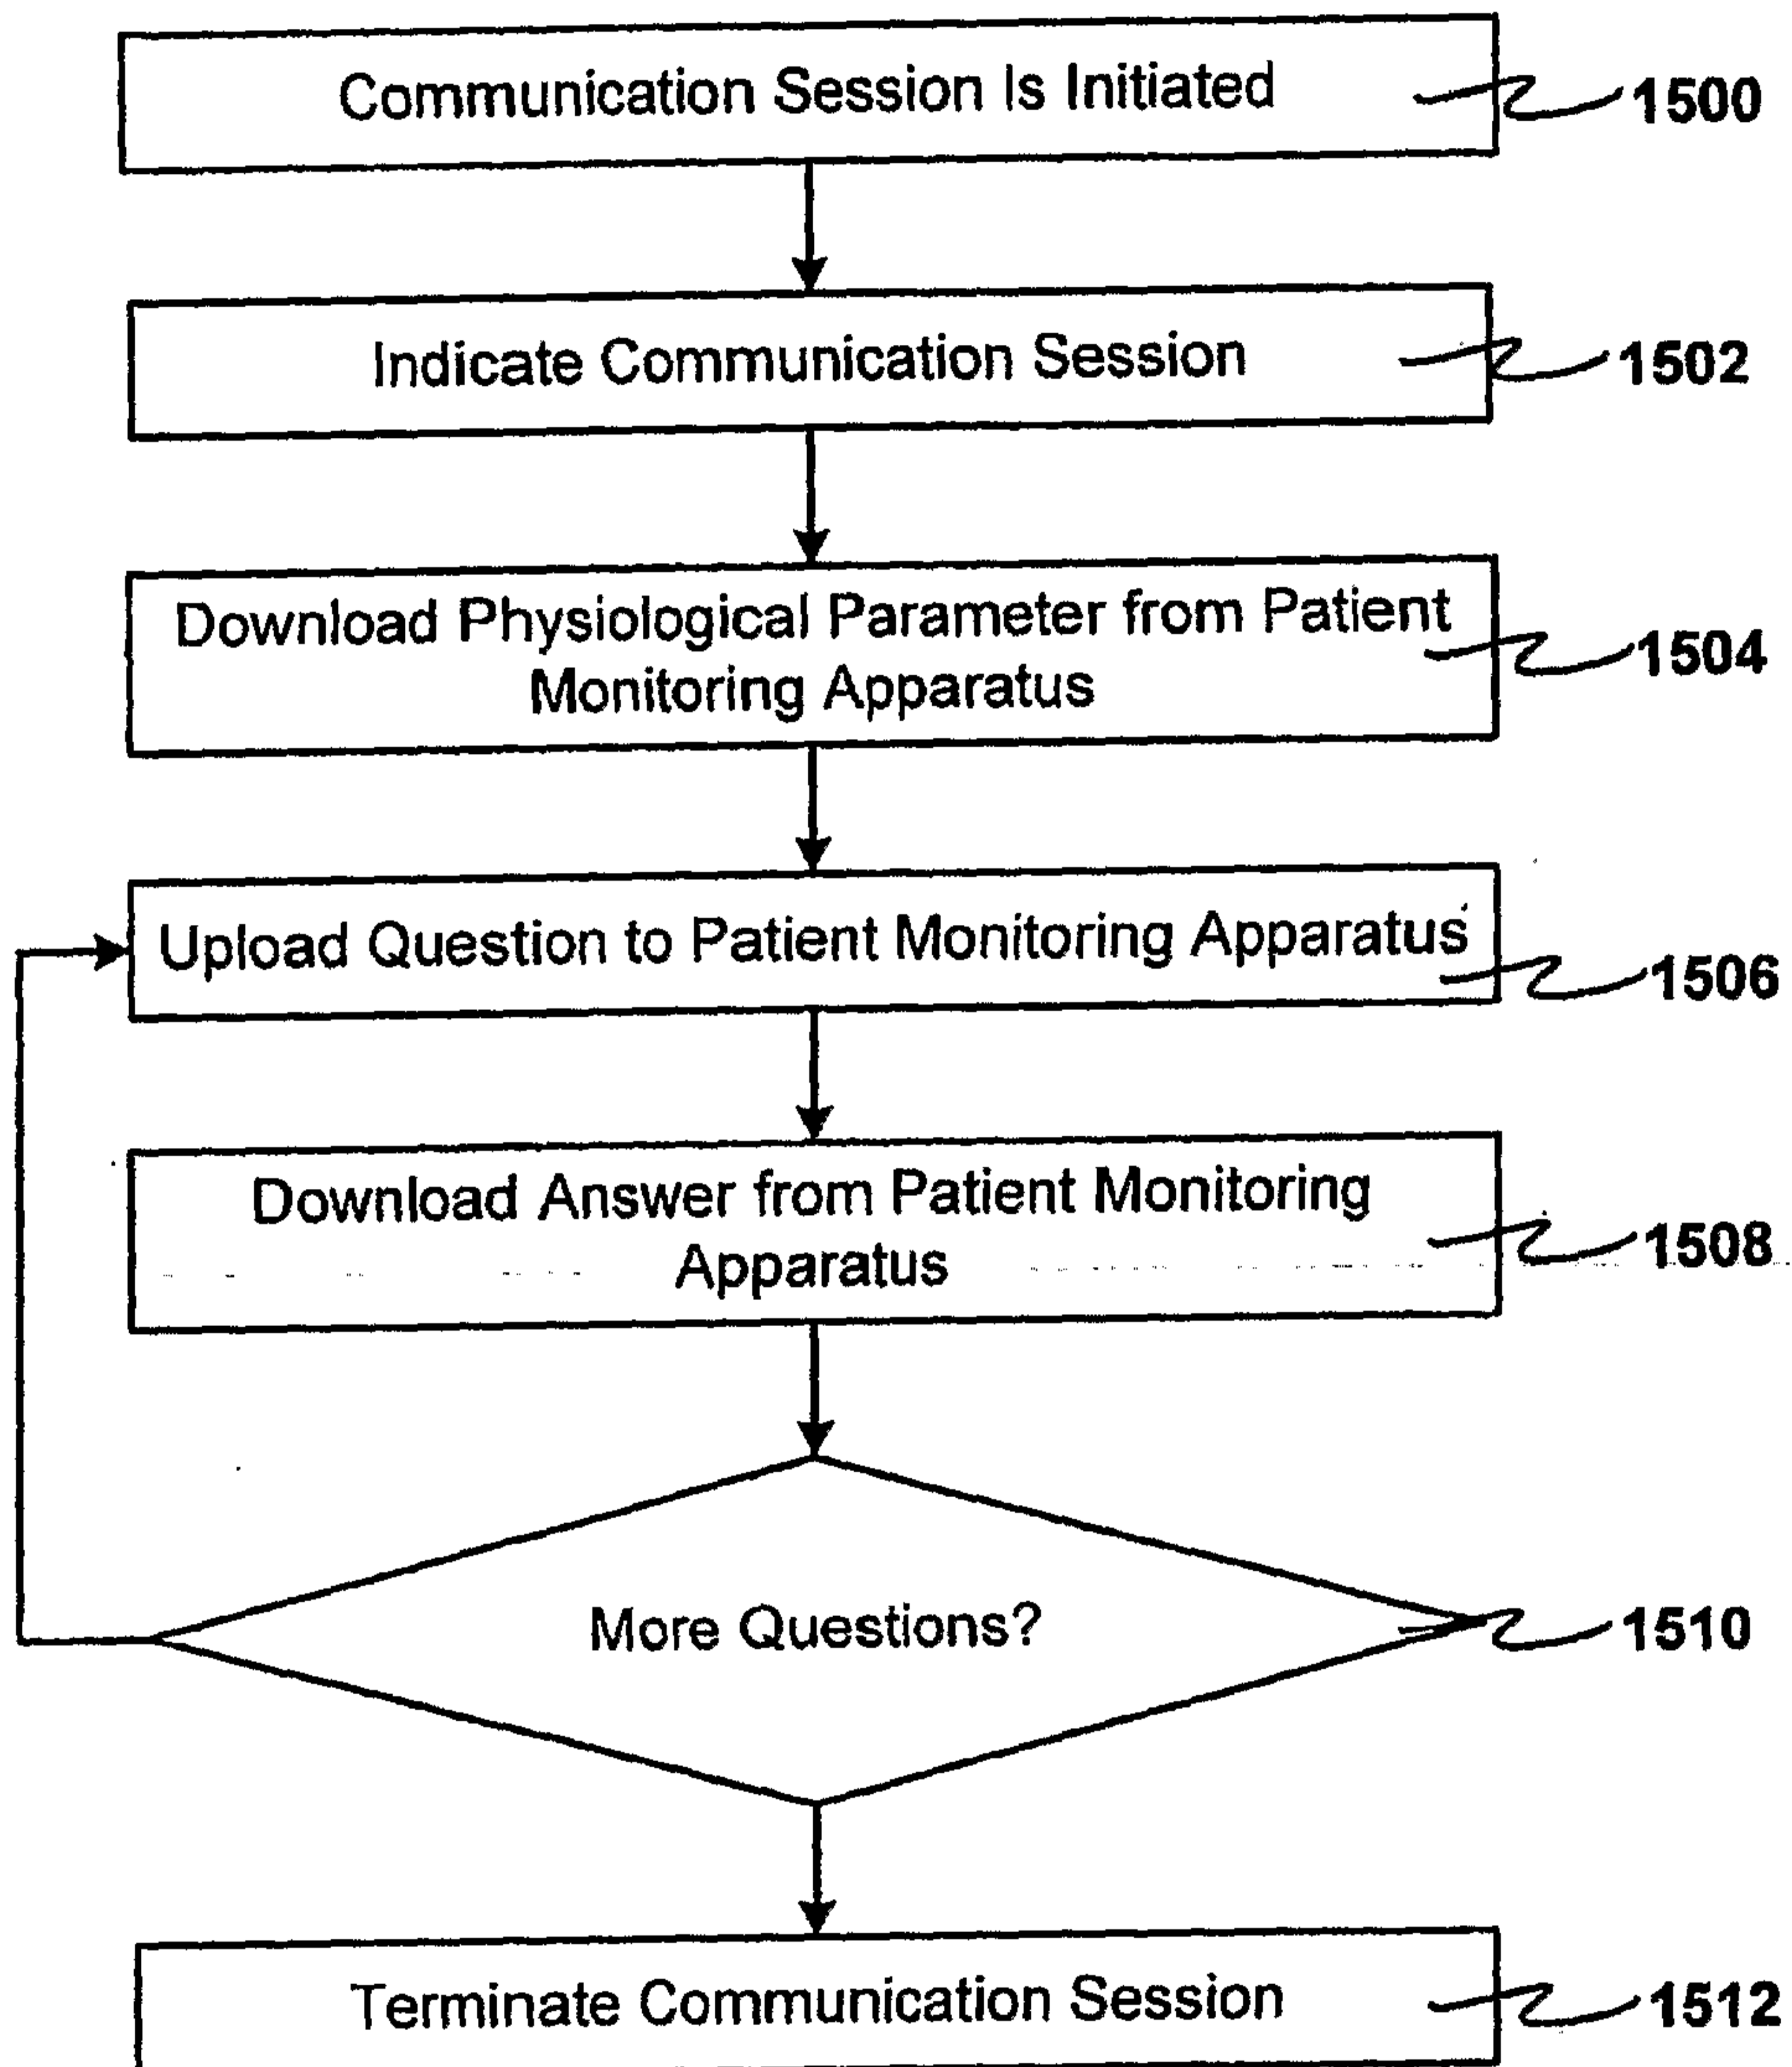 Communication Session Is Initiated
1500
Indicate Communication Session
1502
Download Physiological Parameter from Patient
Monitoring Apparatus
1504
Upload Question to Patient Monitoring Apparatus
1506
Download Answer from Patient Monitoring
Apparatus
1508
More Questions?
1510
Terminate Communication Session
1512